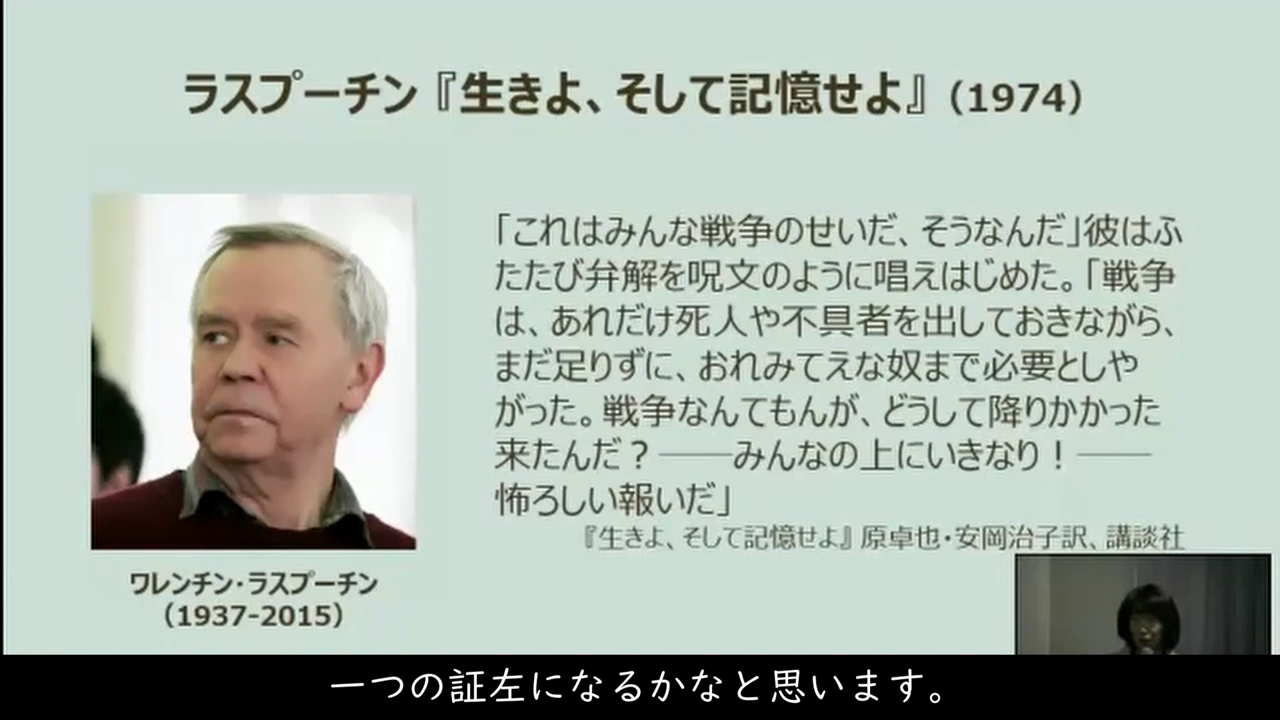 ラスプーチン『生きよ、そして記憶せよ』（1974）
「これはみんな戦争のせいだ、そうなんだ」彼はふ
たたび弁解を呪文のように唱えはじめた。「戦争
は、あれだけ死人や不具者を出しておきながら、
まだ足りずに、おれみてえな奴まで必要としや
がった。戦争なんてもんが、どうして降りかかった
来たんだ？――みんなの上にいきなり！――
怖ろしい報いだ」
『生きよ、そして記憶せよ』原卓也・安岡治子訳、講談社
ワレンチン・ラスプーチン
（1937-2015）
一つの証左になるかなと思います。